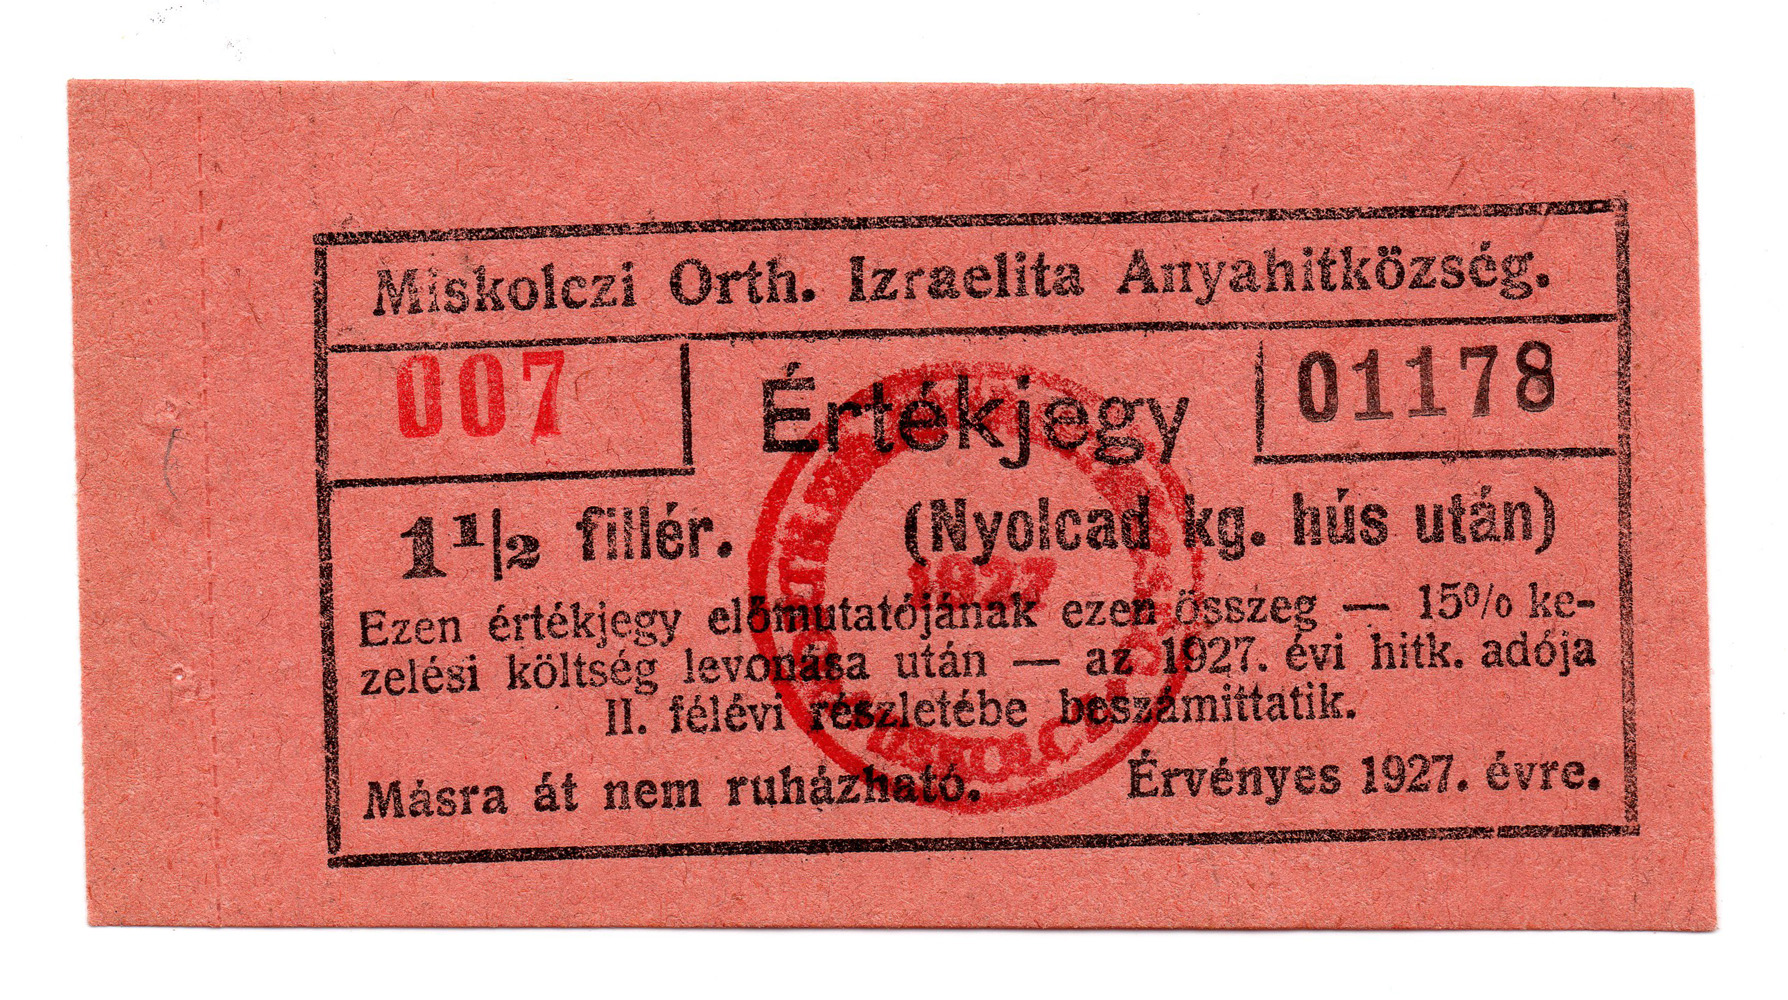 Miskolczi Orth. Izraelita Anyahitközség.
007
Értékjegy
01178
1 1/2 fillér. (Nyolcad kg. hús után)
1927
Ezen értékjegy előmutatójának ezen összeg — 15% ke-
zelési költség levonása után — az 1927. évi hitk. adója
II. félévi részletébe beszámittatik.
Másra át nem ruházható. Érvényes 1927. évre.